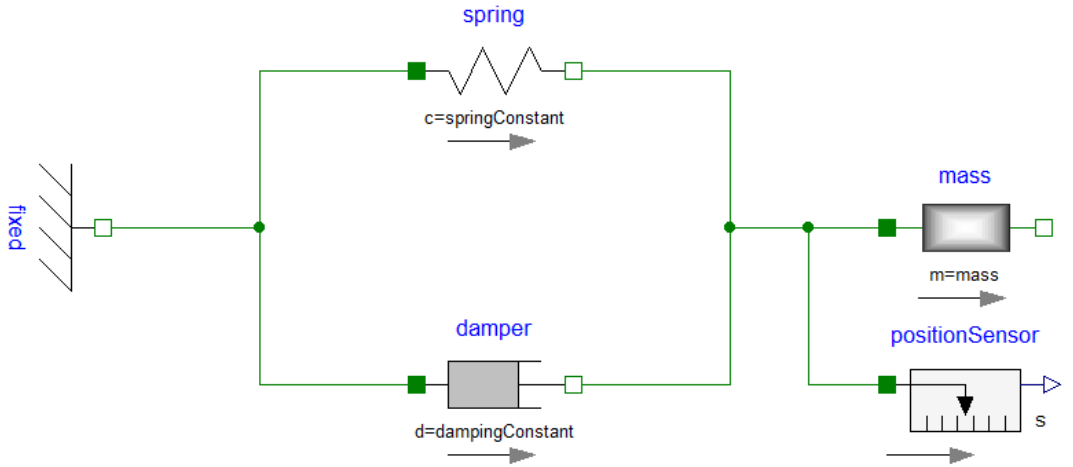 spring
c=springConstant
fixed
mass
m=mass
damper
d=dampingConstant
positionSensor
s